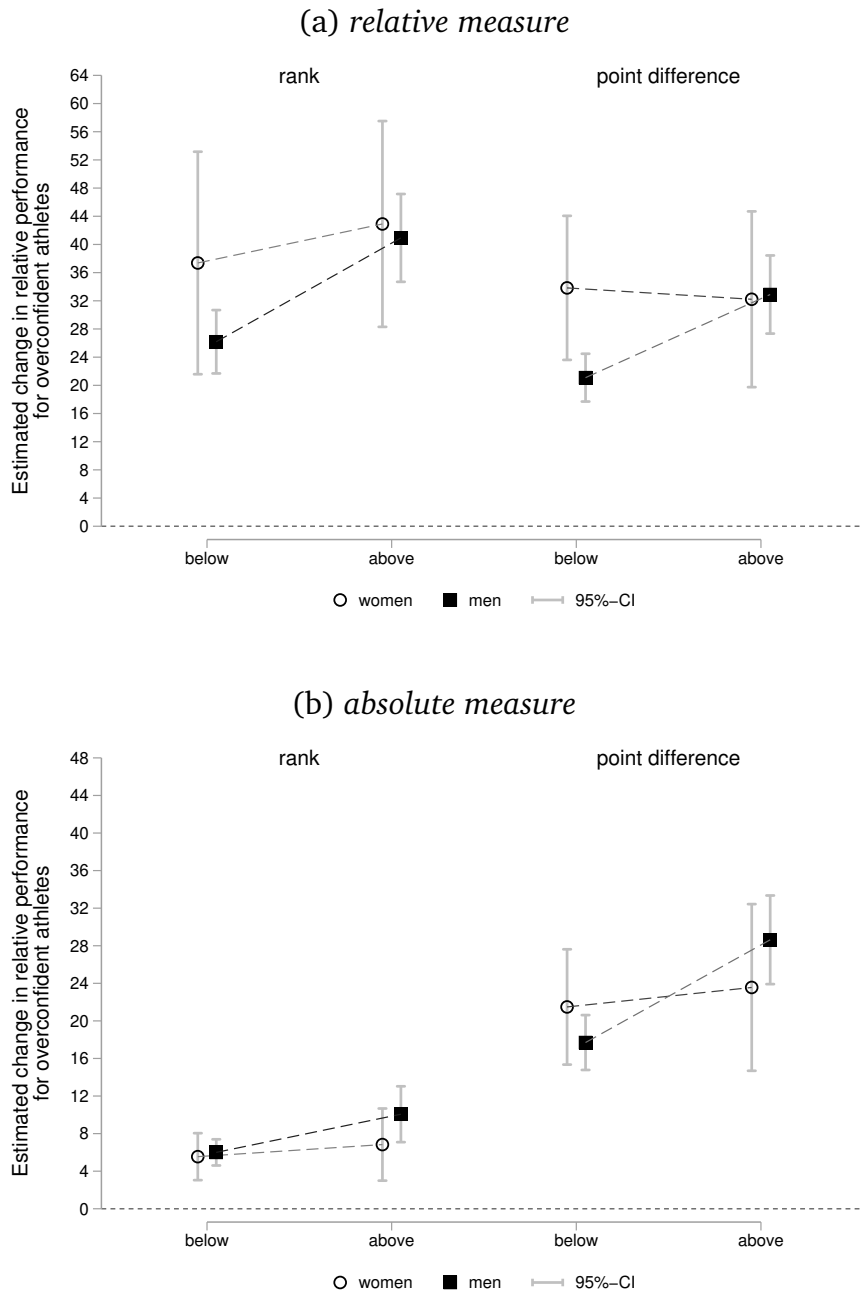 (a) relative measure
rank
point difference
Estimated change in relative performance
for overconfident athletes
64
60
56
52
48
44
40
36
32
28
24
20
16
12
8
4
0
below
above
below
above
women
men
95%−CI
(b) absolute measure
rank
point difference
Estimated change in relative performance
for overconfident athletes
48
44
40
36
32
28
24
20
16
12
8
4
0
below
above
below
above
women
men
95%−CI